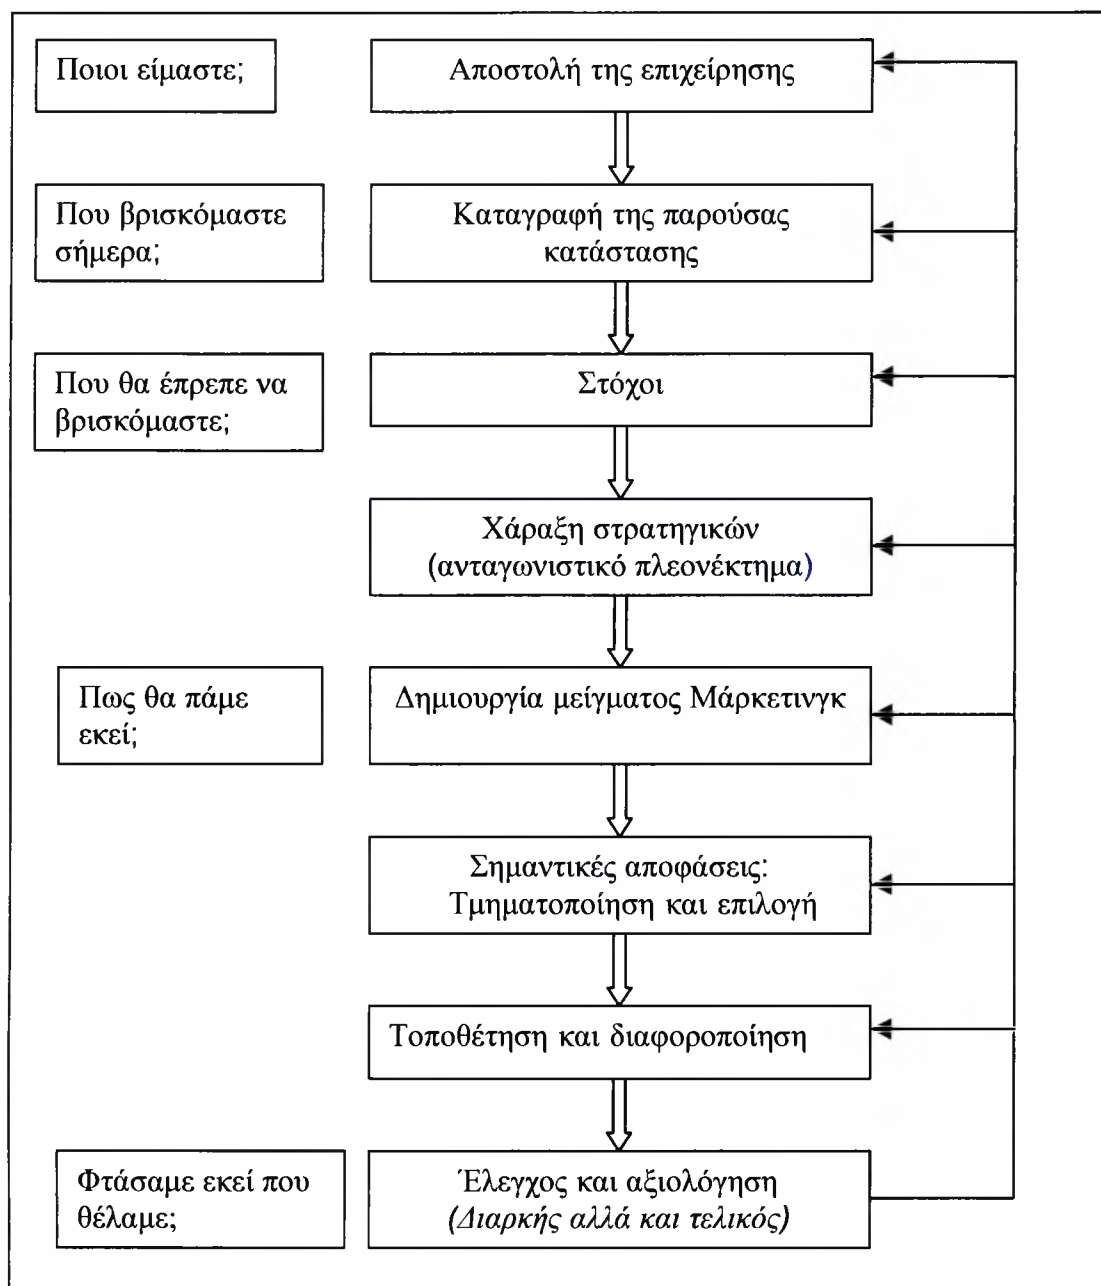 Ποιοι είμαστε;
Αποστολή της επιχείρησης
Που βρισκόμαστε
σήμερα;
Καταγραφή της παρούσας
κατάστασης
Που θα έπρεπε να
βρισκόμαστε;
Στόχοι
Χάραξη στρατηγικών
(ανταγωνιστικό πλεονέκτημα)
Πως θα πάμε
εκεί;
Δημιουργία μείγματος Μάρκετινγκ
Σημαντικές αποφάσεις:
Τμηματοποίηση και επιλογή
Τοποθέτηση και διαφοροποίηση
Φτάσαμε εκεί που
θέλαμε;
Έλεγχος και αξιολόγηση
(Διαρκής αλλά και τελικός)